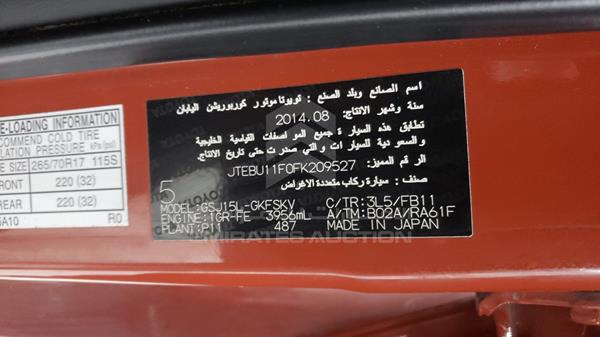 E-LOADING INFORMATION
COMMEND COLD TIRE
LATION PRESSURE
SIZE 265/70R17 115S
FRONT 220 (32)
REAR 220 (32)
GA10 R0
اسم الصانع وبلد الصنع : تويوتا موتور كوربوريشن اليابان
سنة وشهر الانتاج: 2014.08
تطابق هذه السيارة جميع المواصفات القياسية الخليجية
والسعودية للسيارات والتي صدرت حتى تاريخ الانتاج.
الرقم المميز: JTEBU11F0FK209527
صنف : سيارة ركاب متعددة الاغراض
5
MODEL:GSJ15L-GKFSKV C/TR:3L5/FB11
ENGINE:1GR-FE 3956mL A/TM:B02A/RA61F
PLANT:P11 487 MADE IN JAPAN
EMIRATES AUCTION